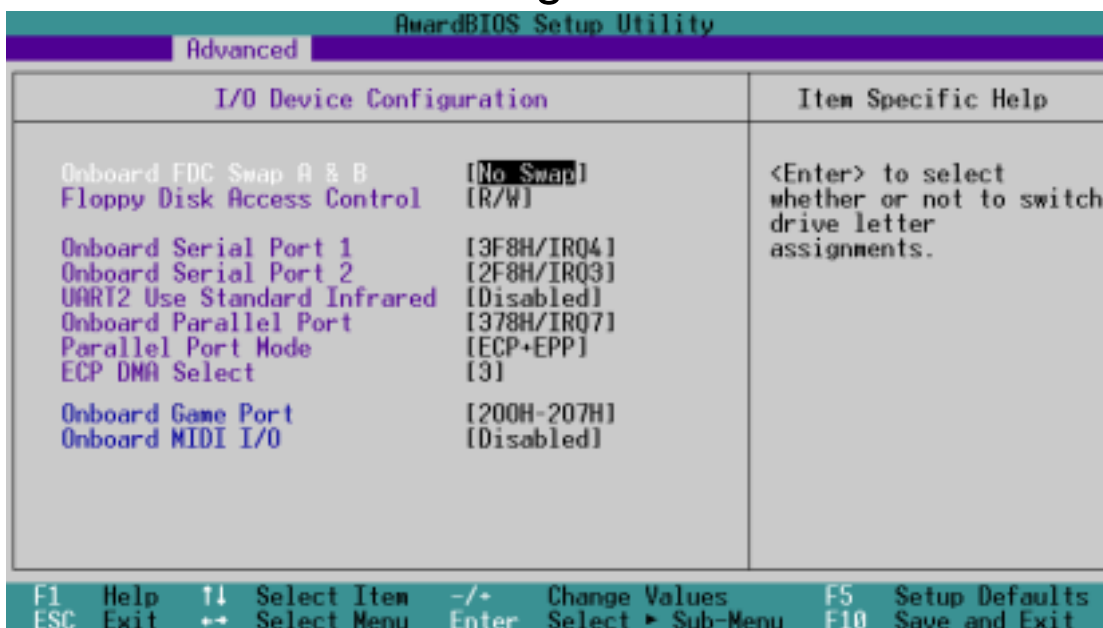 AwardBIOS Setup Utility
Advanced
I/O Device Configuration
Item Specific Help
Onboard FDC Swap A & B [No Swap]
Floppy Disk Access Control [R/W]
Onboard Serial Port 1 [3F8H/IRQ4]
Onboard Serial Port 2 [2F8H/IRQ3]
UART2 Use Standard Infrared [Disabled]
Onboard Parallel Port [378H/IRQ7]
Parallel Port Mode [ECP+EPP]
ECP DMA Select [3]
Onboard Game Port [200H-207H]
Onboard MIDI I/O [Disabled]
<Enter> to select
whether or not to switch
drive letter
assignments.
F1 Help ↑↓ Select Item -/+ Change Values F5 Setup Defaults
ESC Exit ←→ Select Menu Enter Select ► Sub-Menu F10 Save and Exit